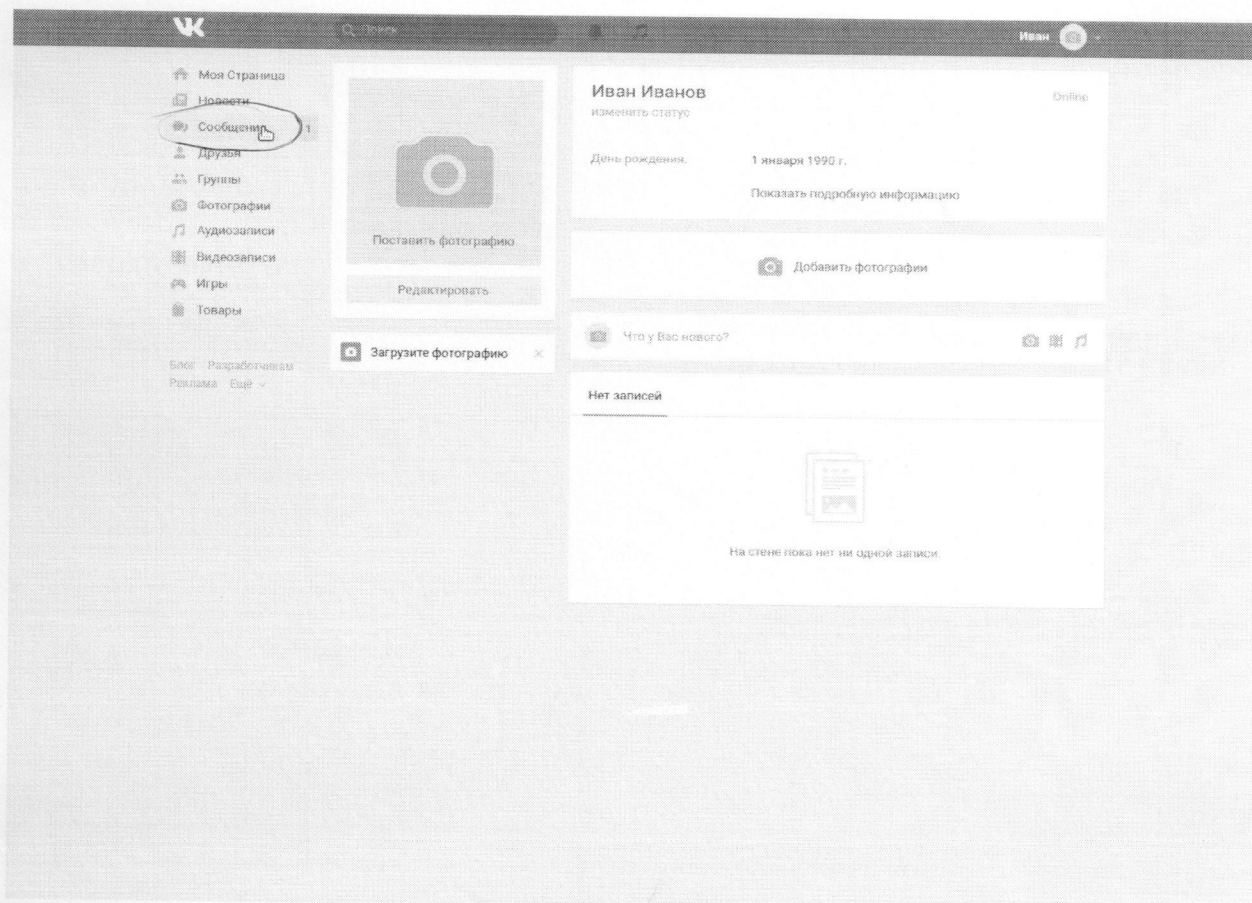 Поиск
Иван
Моя Страница
Новости
Сообщения 1
Друзья
Группы
Фотографии
Аудиозаписи
Видеозаписи
Игры
Товары
Блог Разработчикам
Реклама Ещё
Поставить фотографию
Редактировать
Загрузите фотографию
Иван Иванов
Online
изменить статус
День рождения: 1 января 1990 г.
Показать подробную информацию
Добавить фотографии
Что у Вас нового?
Нет записей
На стене пока нет ни одной записи.